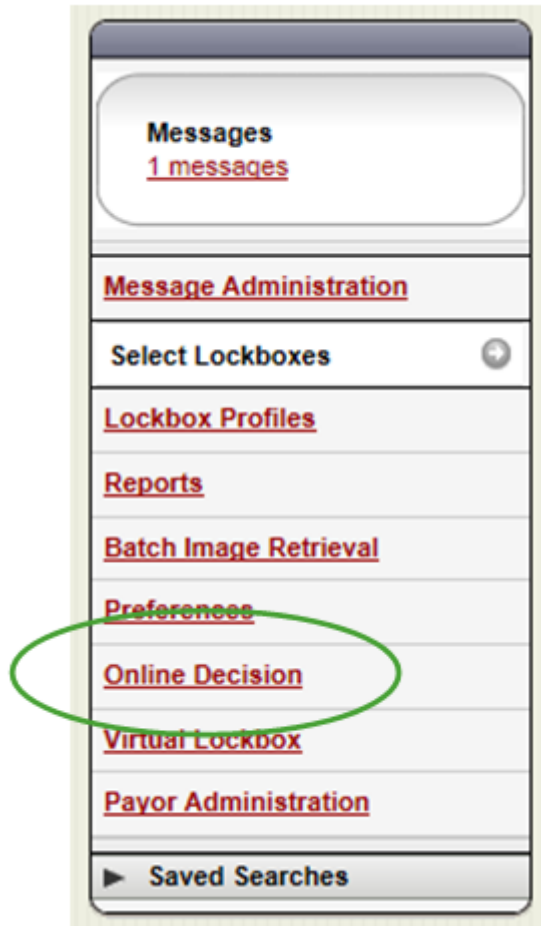 Messages
1 messages
Message Administration
Select Lockboxes
Lockbox Profiles
Reports
Batch Image Retrieval
Preferences
Online Decision
Virtual Lockbox
Payor Administration
Saved Searches